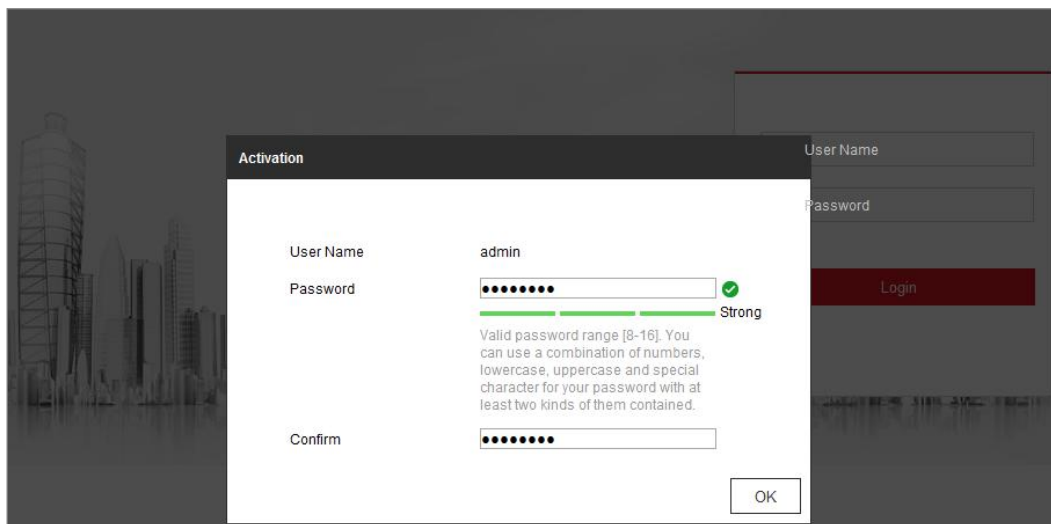 Activation
User Name
Password
Login
User Name admin
Password ●●●●●●●●
Strong
Valid password range [8-16]. You
can use a combination of numbers,
lowercase, uppercase and special
character for your password with at
least two kinds of them contained.
Confirm ●●●●●●●●
OK